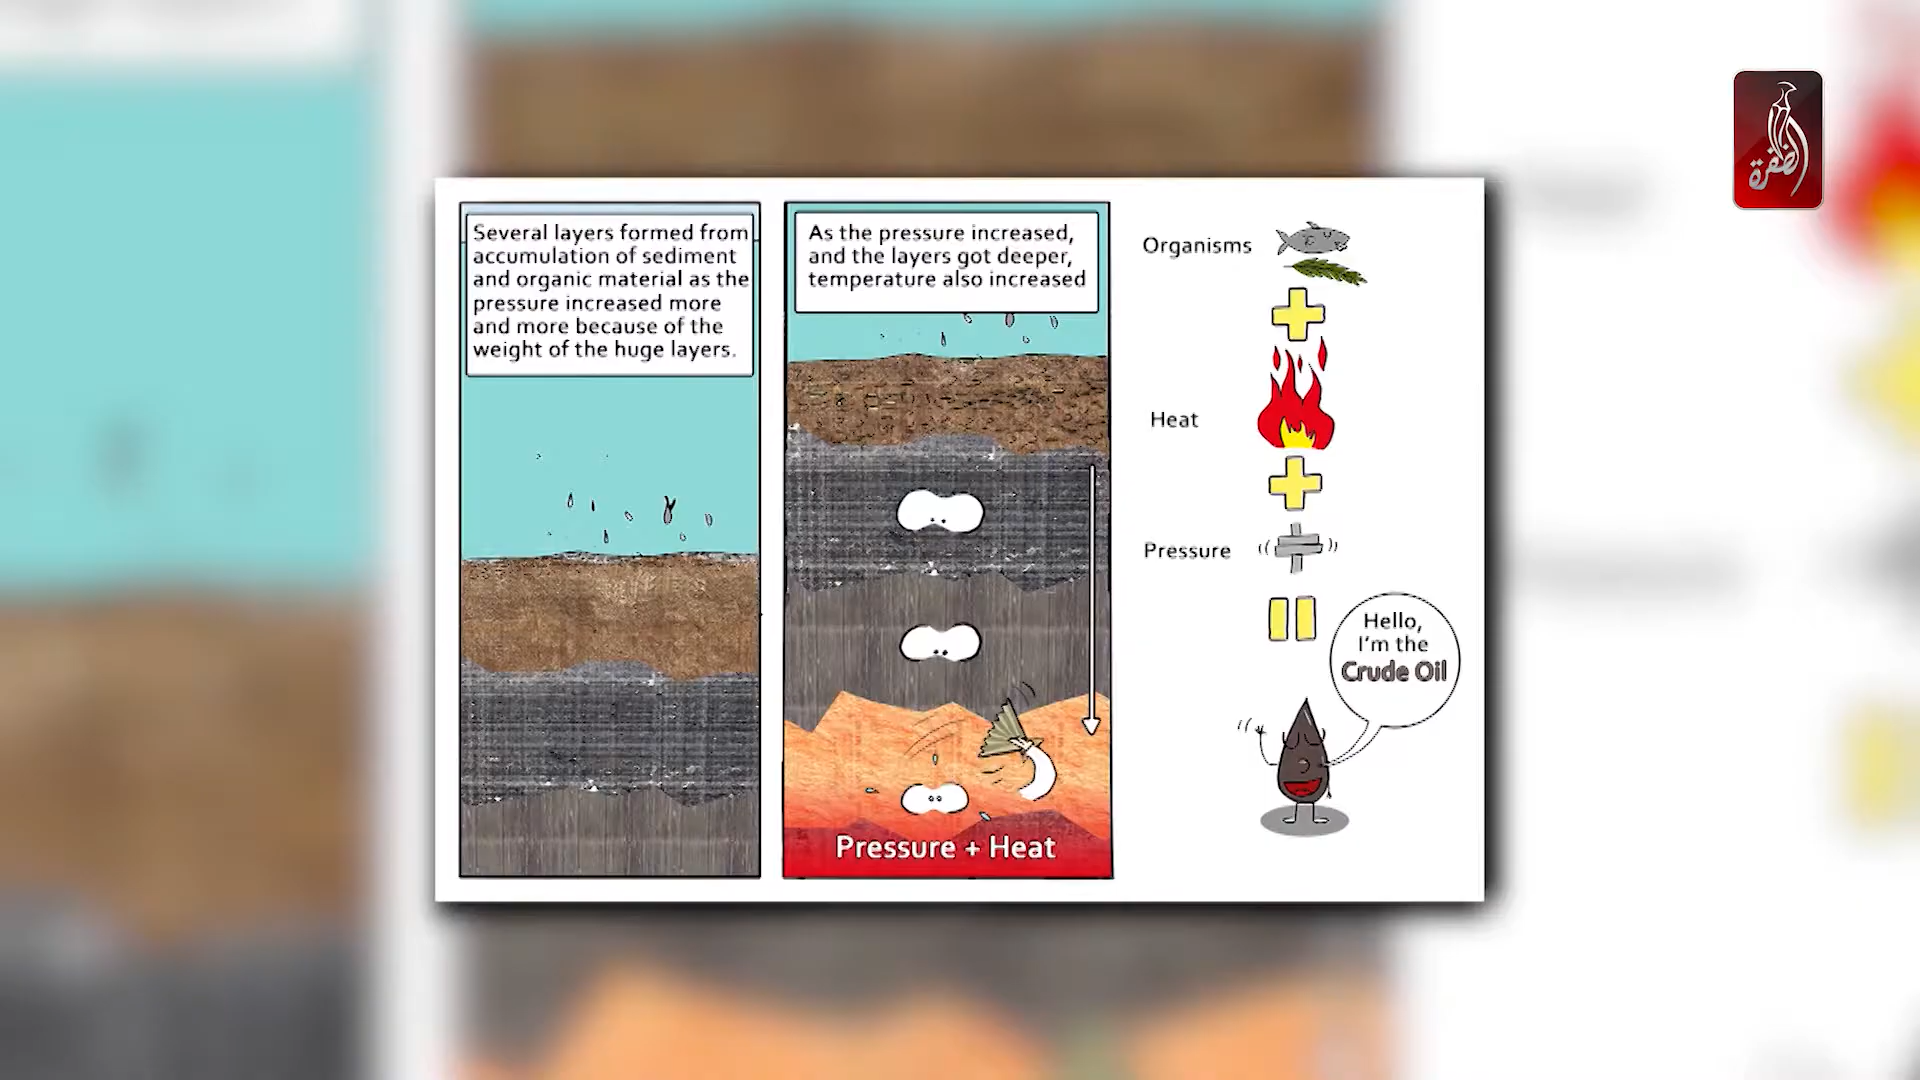 Several layers formed from
accumulation of sediment
and organic material as the
pressure increased more
and more because of the
weight of the huge layers.
As the pressure increased,
and the layers got deeper,
temperature also increased
Pressure + Heat
Organisms
Heat
Pressure
Hello,
I'm the
Crude Oil
الظفرة